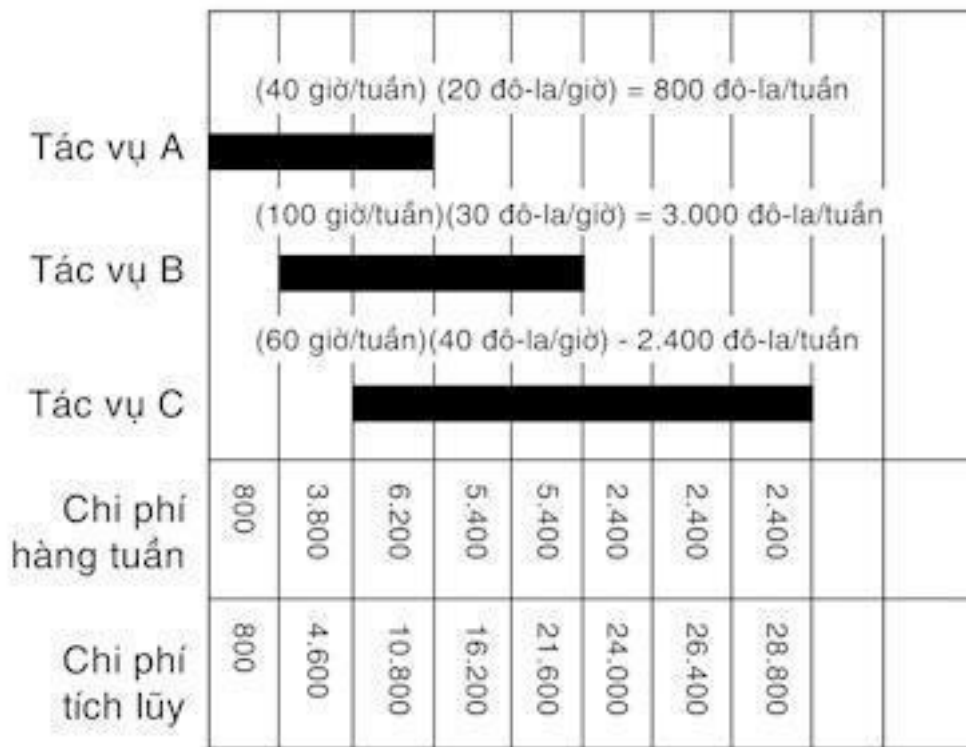 (40 giờ/tuần) (20 đô-la/giờ) = 800 đô-la/tuần
Tác vụ A
(100 giờ/tuần)(30 đô-la/giờ) = 3.000 đô-la/tuần
Tác vụ B
(60 giờ/tuần)(40 đô-la/giờ) - 2.400 đô-la/tuần
Tác vụ C
Chi phí
hàng tuần
800
3.800
6.200
5.400
5.400
2.400
2.400
2.400
Chi phí
tích lũy
800
4.600
10.800
16.200
21.600
24.000
26.400
28.800